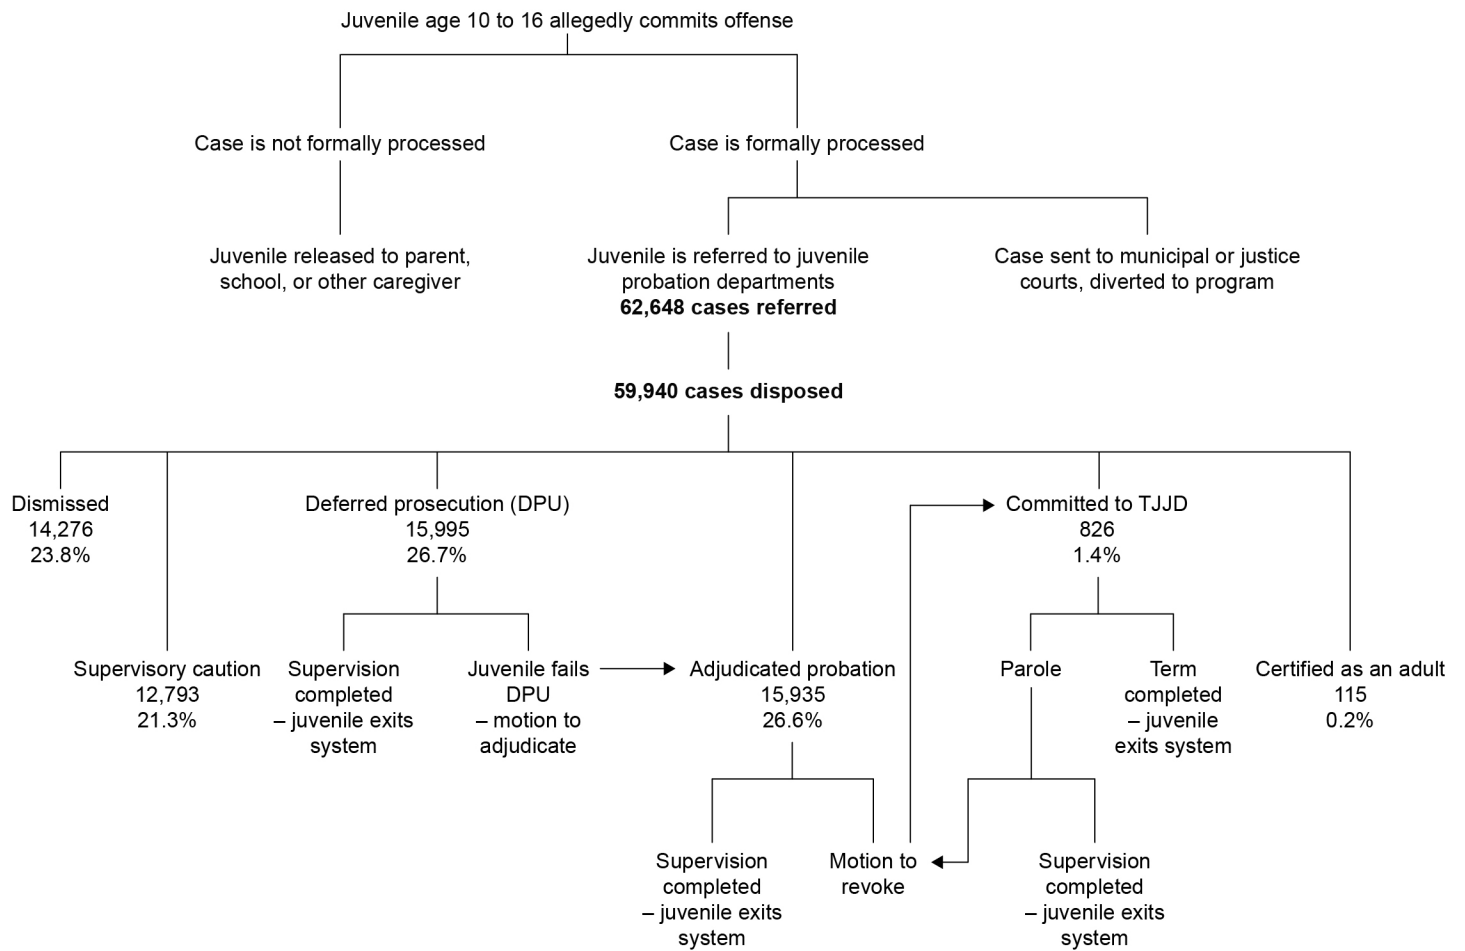 Juvenile age 10 to 16 allegedly commits offense
Case is not formally processed
Case is formally processed
Juvenile released to parent,
school, or other caregiver
Juvenile is referred to juvenile
probation departments
62,648 cases referred
Case sent to municipal or justice
courts, diverted to program
59,940 cases disposed
Dismissed
14,276
23.8%
Deferred prosecution (DPU)
15,995
26.7%
Committed to TJJD
826
1.4%
Supervisory caution
12,793
21.3%
Supervision
completed
– juvenile exits
system
Juvenile fails
DPU
– motion to
adjudicate
Adjudicated probation
15,935
26.6%
Parole
Term
completed
– juvenile
exits system
Certified as an adult
115
0.2%
Supervision
completed
– juvenile exits
system
Motion to
revoke
Supervision
completed
– juvenile exits
system